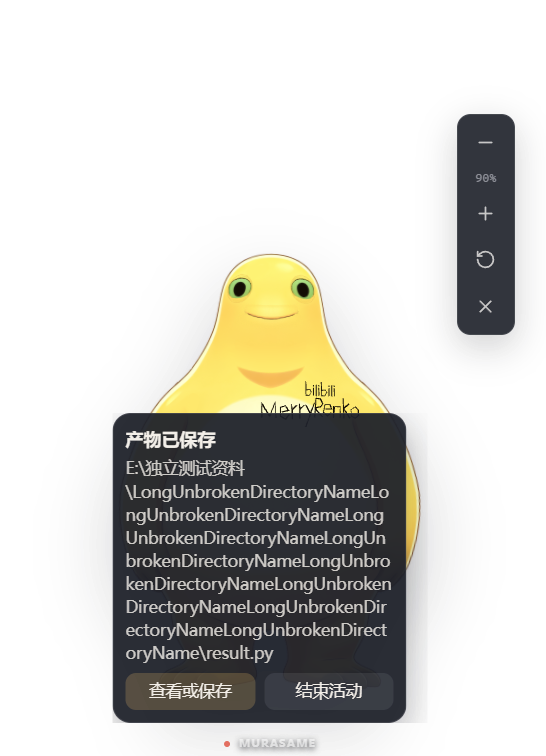 90%
bilibili
MerryRenko
产物已保存
E:\独立测试资料
\LongUnbrokenDirectoryNameLo
ngUnbrokenDirectoryNameLong
UnbrokenDirectoryNameLongUn
brokenDirectoryNameLongUnbro
kenDirectoryNameLongUnbroken
DirectoryNameLongUnbrokenDir
ectoryNameLongUnbrokenDirect
oryName\result.py
查看或保存
结束活动
MURASAME